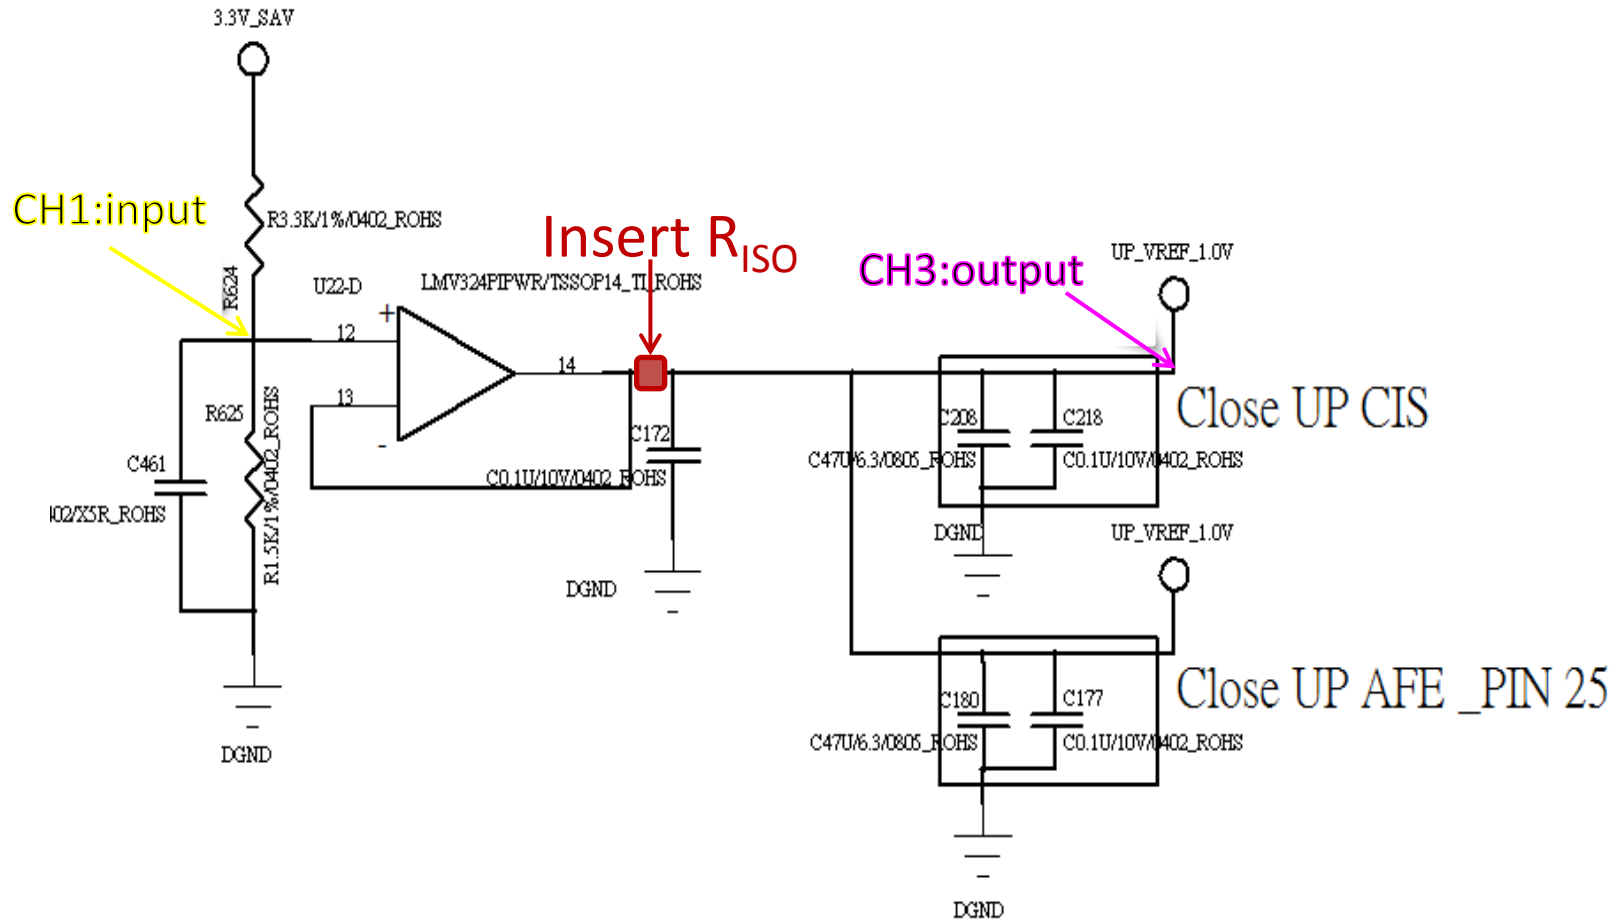 3.3V_SAV
CH1:input
R3.3K/1%/0402_ROHS
R624
Insert RISO
CH3:output
UP_VREF_1.0V
U22-D
LMV324PIPWR/TSSOP14_TI_ROHS
+
12
14
13
-
R625
R1.5K/1%/0402_ROHS
C461
402/X5R_ROHS
C172
C0.1U/10V/0402_ROHS
DGND
C208
C47U/6.3/0805_ROHS
C218
C0.1U/10V/0402_ROHS
Close UP CIS
DGND
UP_VREF_1.0V
C180
C47U/6.3/0805_ROHS
C177
C0.1U/10V/0402_ROHS
Close UP AFE _PIN 25
DGND
DGND